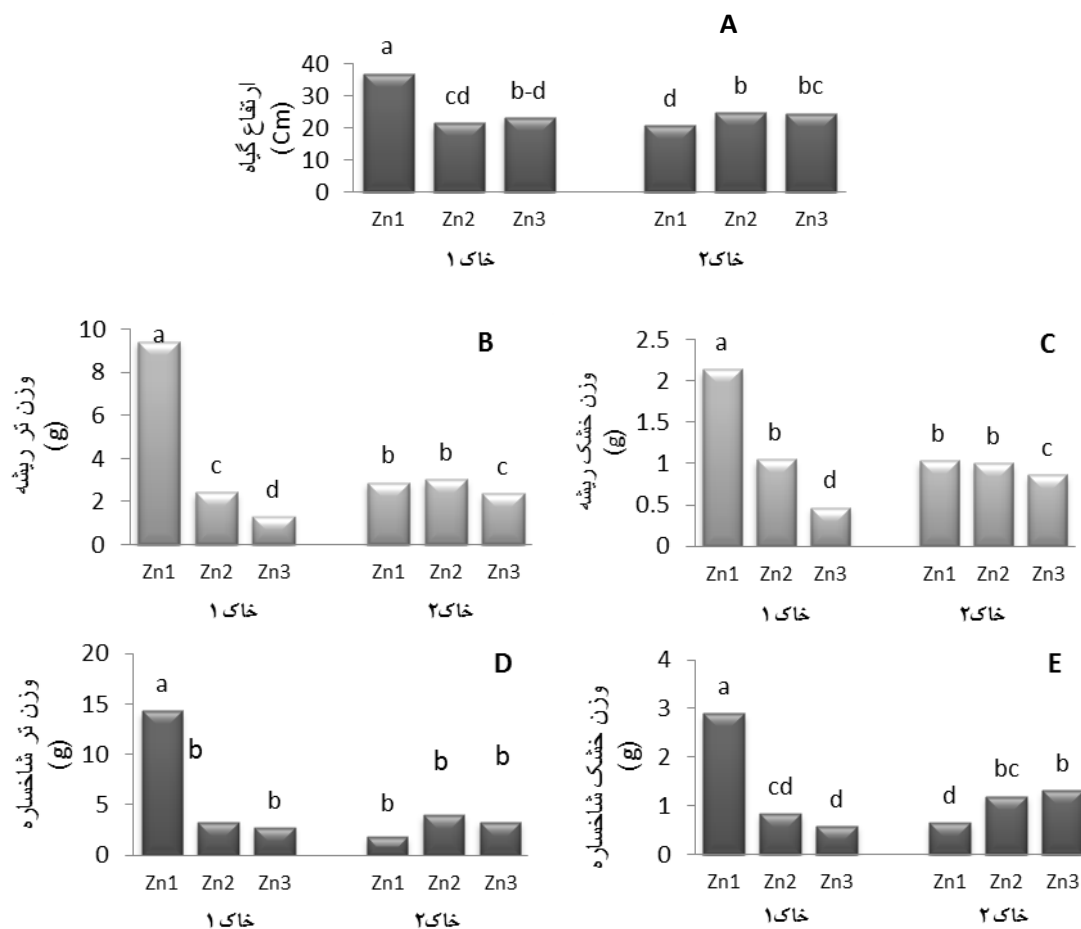 A
a
40
cd
b-d
d
b
bc
30
20
10
0
ارتفاع گیاه
(Cm)
Zn1 Zn2 Zn3 Zn1 Zn2 Zn3
خاک ۱ خاک۲
B
10
a
8
6
4
c
d
b
b
c
2
0
وزن تر ریشه
(g)
Zn1 Zn2 Zn3 Zn1 Zn2 Zn3
خاک ۱ خاک۲
C
2.5
a
2
1.5
b
d
b
b
c
1
0.5
0
وزن خشک ریشه
(g)
Zn1 Zn2 Zn3 Zn1 Zn2 Zn3
خاک ۱ خاک۲
D
20
a
15
b
b
b
b
b
10
5
0
وزن تر شاخساره
(g)
Zn1 Zn2 Zn3 Zn1 Zn2 Zn3
خاک ۱ خاک۲
E
4
a
3
cd
d
d
bc
b
2
1
0
وزن خشک شاخساره
(g)
Zn1 Zn2 Zn3 Zn1 Zn2 Zn3
خاک۱ خاک ۲